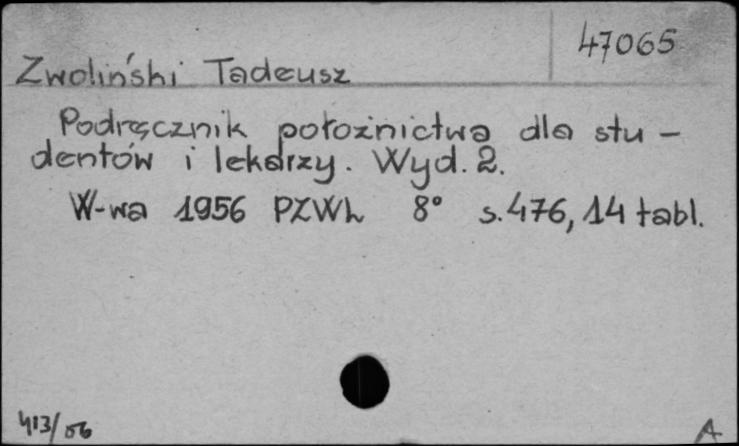 47065
Zwoliński Tadeusz
Podręcznik położnictwa dla stu-
dentów i lekarzy. Wyd. 2.
W-wa 1956 PZWL 8° s. 476, 14 tabl.
413/56
A